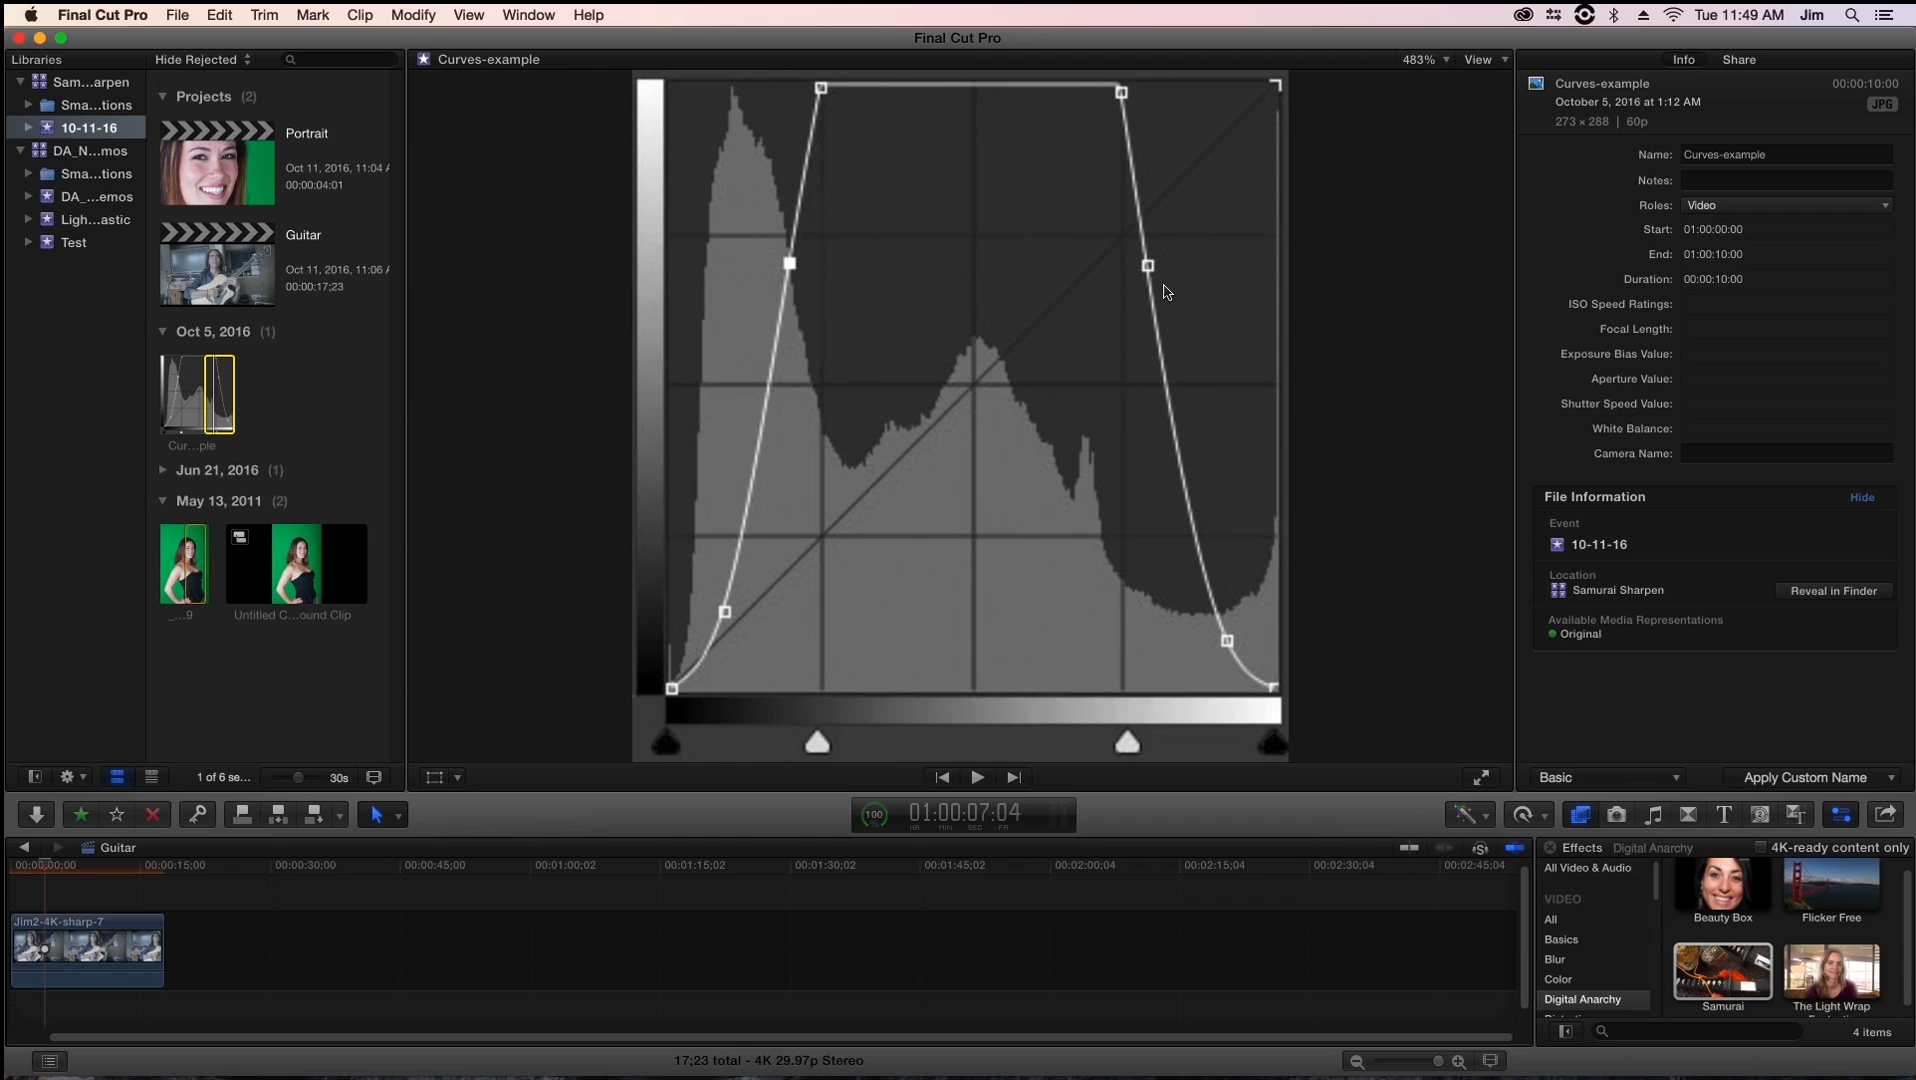 Final Cut Pro File Edit Trim Mark Clip Modify View Window Help Tue 11:49 AM Jim
Final Cut Pro
Libraries Hide Rejected Curves-example 483% View Info Share
Sam...arpen
Sma...tions
10-11-16
DA_N...mos
Sma...tions
DA_...emos
Ligh...astic
Test
Projects (2)
Portrait
Oct 11, 2016, 11:04
00:00:04:01
Guitar
Oct 11, 2016, 11:06
00:00:17;23
Oct 5, 2016 (1)
Cur...ple
Jun 21, 2016 (1)
May 13, 2011 (2)
_...9 Untitled C...ound Clip
1 of 6 se... 30s
Curves-example 00:00:10:00
October 5, 2016 at 1:12 AM JPG
273 × 288 | 60p
Name: Curves-example
Notes:
Roles: Video
Start: 01:00:00:00
End: 01:00:10:00
Duration: 00:00:10:00
ISO Speed Ratings:
Focal Length:
Exposure Bias Value:
Aperture Value:
Shutter Speed Value:
White Balance:
Camera Name:
File Information Hide
Event
10-11-16
Location
Samurai Sharpen Reveal in Finder
Available Media Representations
Original
Basic Apply Custom Name
100 01:00:07:04
HR MIN SEC FR
Guitar
00:00:00;00 00:00:15;00 00:00:30;00 00:00:45;00 00:01:00;02 00:01:15;02 00:01:30;02 00:01:45;02 00:02:00;04 00:02:15;04 00:02:30;04 00:02:45;04
Jim2-4K-sharp-7
Effects Digital Anarchy 4K-ready content only
All Video & Audio
VIDEO
All
Basics
Blur
Color
Digital Anarchy
Beauty Box Flicker Free
Samurai The Light Wrap
4 items
17;23 total - 4K 29.97p Stereo